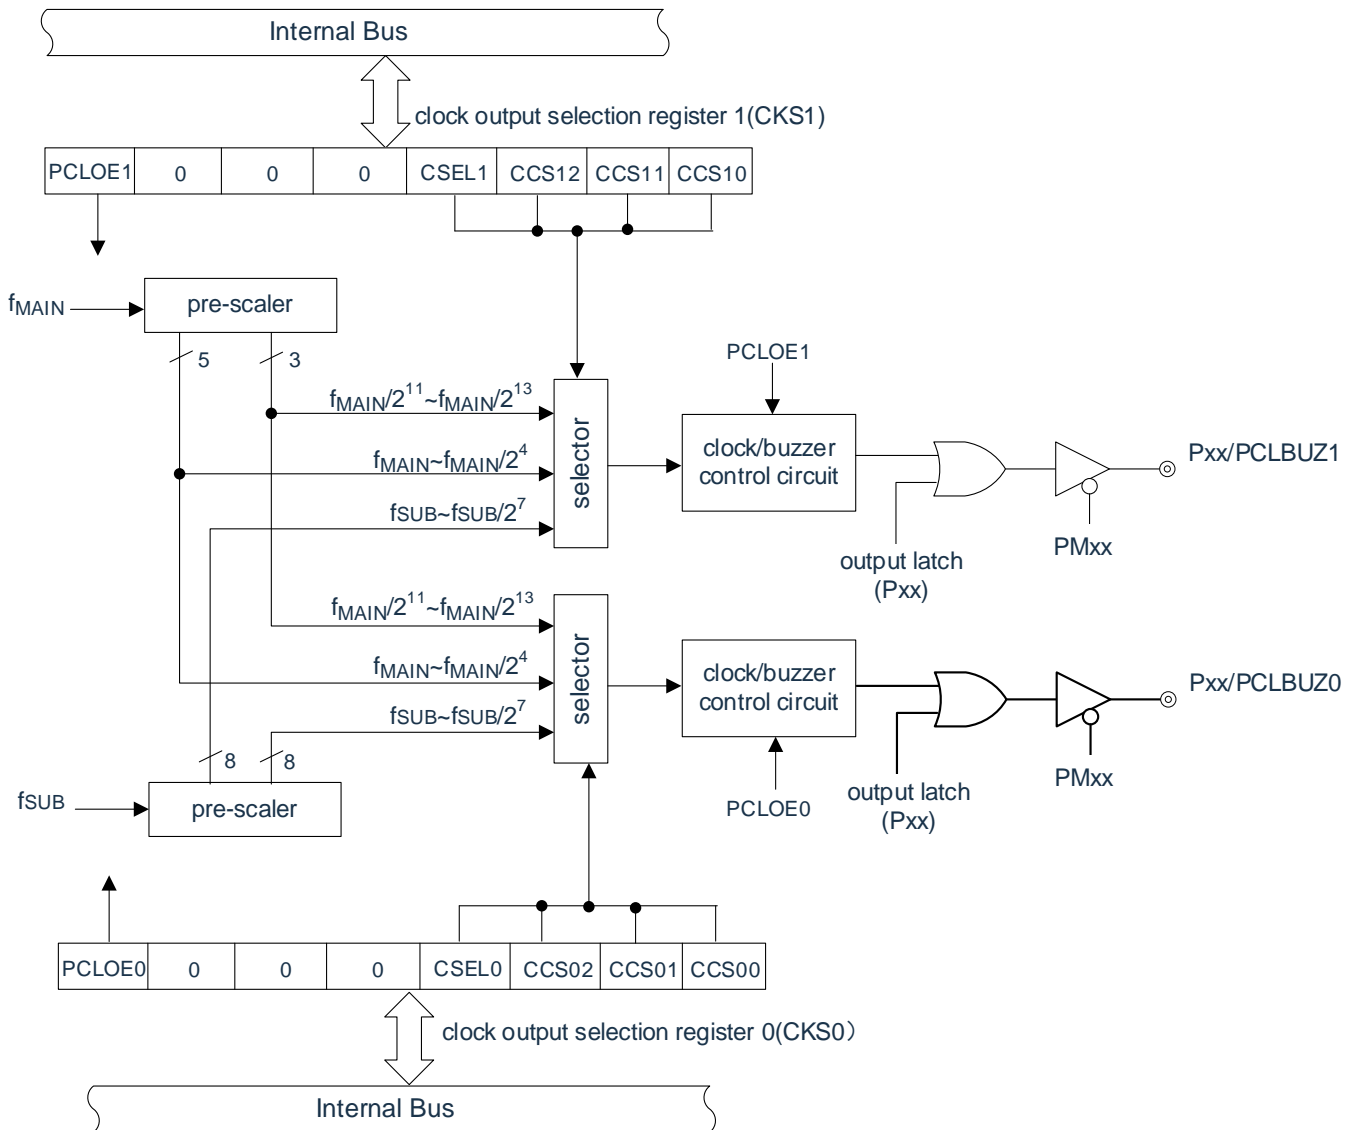 Internal Bus
clock output selection register 1(CKS1)
PCLOE1 0 0 0 CSEL1 CCS12 CCS11 CCS10
fMAIN
pre-scaler
5 3
PCLOE1
fMAIN/2^11~fMAIN/2^13
fMAIN~fMAIN/2^4
fSUB~fSUB/2^7
selector
clock/buzzer
control circuit
Pxx/PCLBUZ1
output latch
(Pxx)
PMxx
fMAIN/2^11~fMAIN/2^13
fMAIN~fMAIN/2^4
fSUB~fSUB/2^7
selector
clock/buzzer
control circuit
Pxx/PCLBUZ0
8 8
fSUB
pre-scaler
PCLOE0
output latch
(Pxx)
PMxx
PCLOE0 0 0 0 CSEL0 CCS02 CCS01 CCS00
clock output selection register 0(CKS0）
Internal Bus